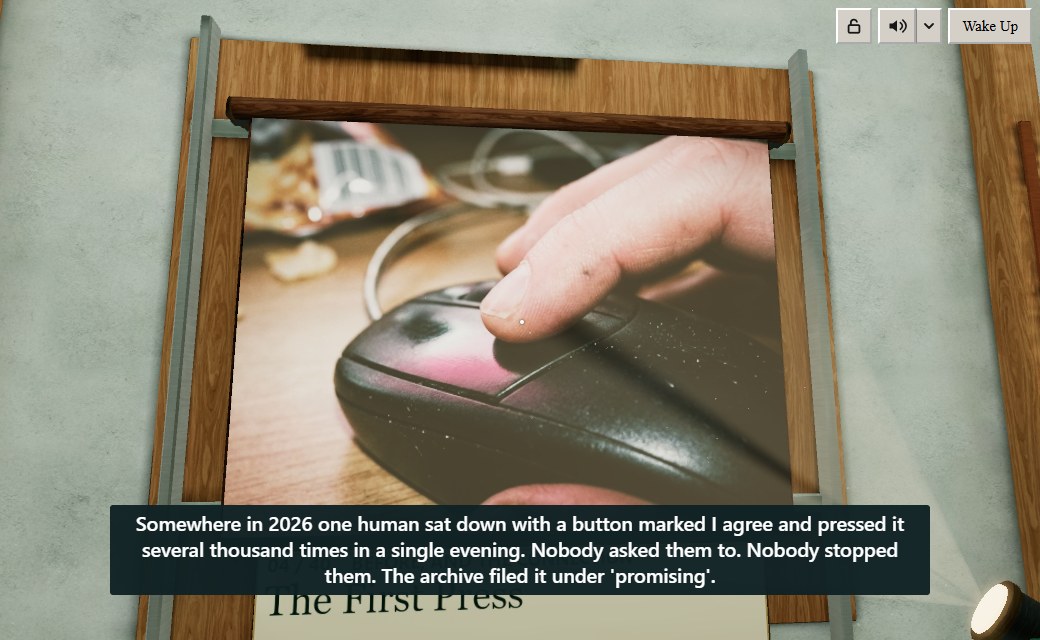 Wake Up
Somewhere in 2026 one human sat down with a button marked I agree and pressed it
several thousand times in a single evening. Nobody asked them to. Nobody stopped
them. The archive filed it under 'promising'.
The First Press